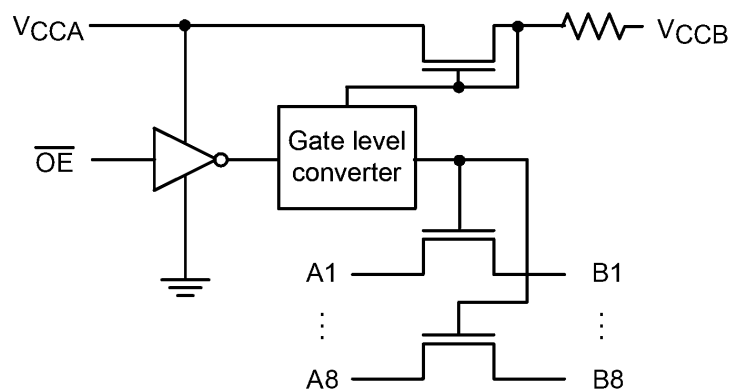 VCCA
VCCB
Gate level
converter
OE
A1
B1
⋮
⋮
A8
B8